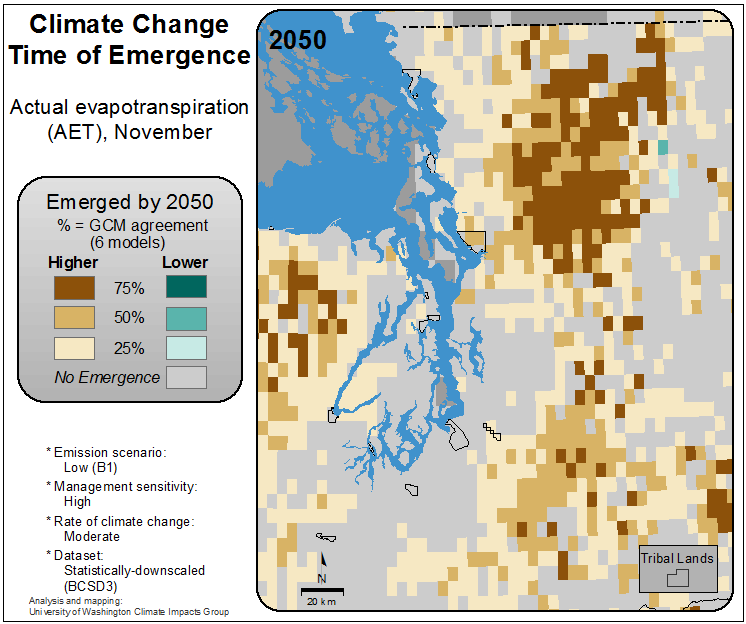 Climate Change
Time of Emergence
Actual evapotranspiration
(AET), November
Emerged by 2050
% = GCM agreement
(6 models)
Higher
Lower
75%
50%
25%
No Emergence
* Emission scenario:
Low (B1)
* Management sensitivity:
High
* Rate of climate change:
Moderate
* Dataset:
Statistically-downscaled
(BCSD3)
Analysis and mapping:
University of Washington Climate Impacts Group
2050
N
20 km
Tribal Lands